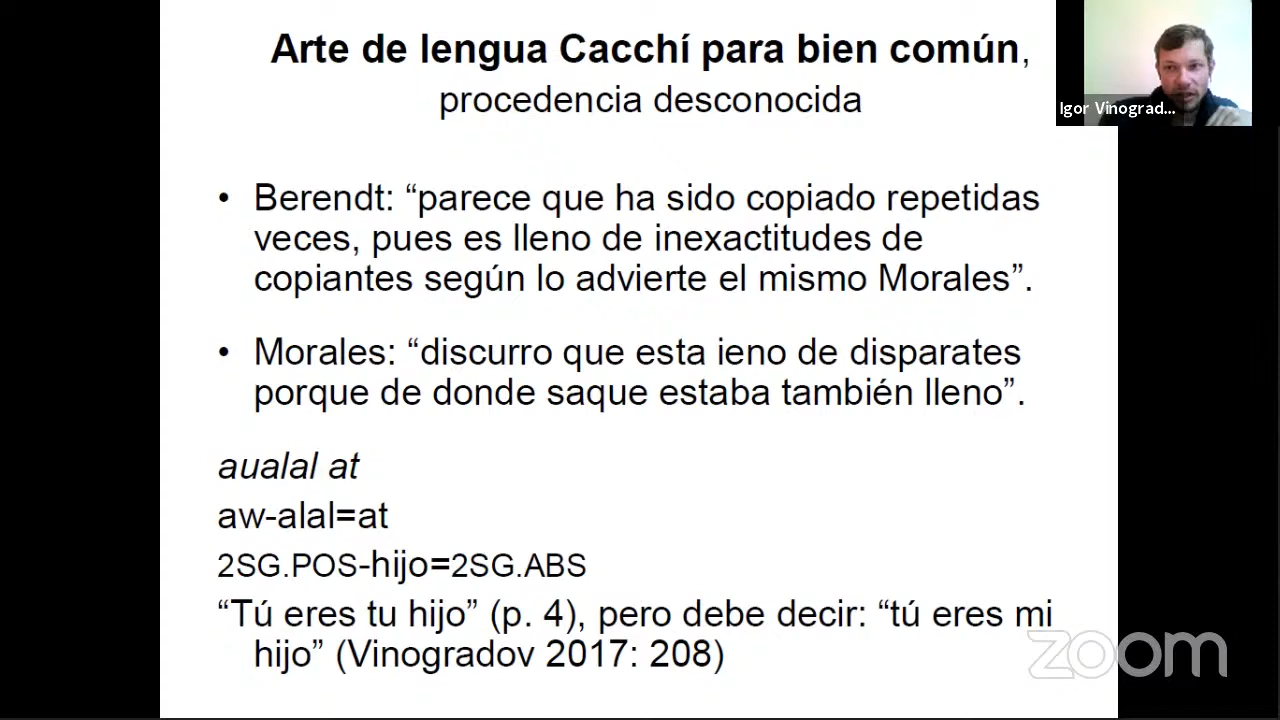 Arte de lengua Cacchí para bien común,
procedencia desconocida
Igor Vinograd...
• Berendt: “parece que ha sido copiado repetidas
veces, pues es lleno de inexactitudes de
copiantes según lo advierte el mismo Morales”.
• Morales: “discurro que esta ieno de disparates
porque de donde saque estaba también lleno”.
aualal at
aw-alal=at
2SG.POS-hijo=2SG.ABS
“Tú eres tu hijo” (p. 4), pero debe decir: “tú eres mi
hijo” (Vinogradov 2017: 208)
zoom